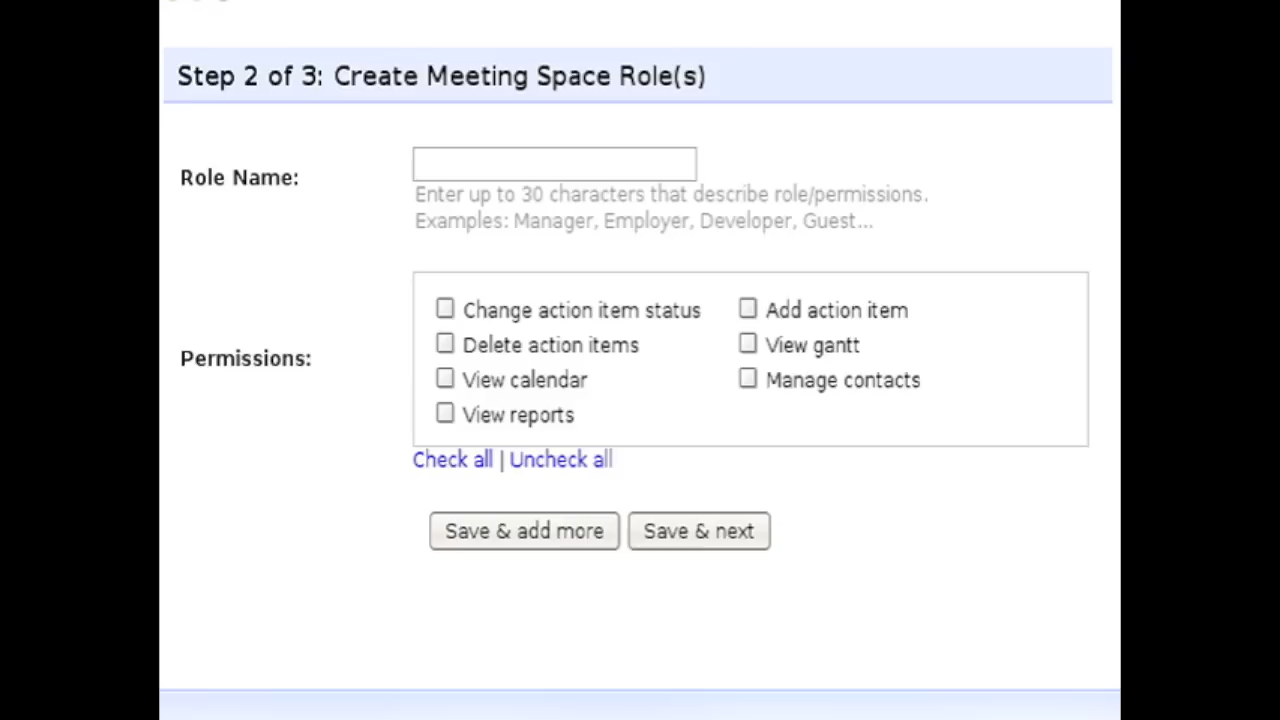 Step 2 of 3: Create Meeting Space Role(s)
Role Name:
Enter up to 30 characters that describe role/permissions.
Examples: Manager, Employer, Developer, Guest...
Permissions:
Change action item status
Add action item
Delete action items
View gantt
View calendar
Manage contacts
View reports
Check all | Uncheck all
Save & add more
Save & next